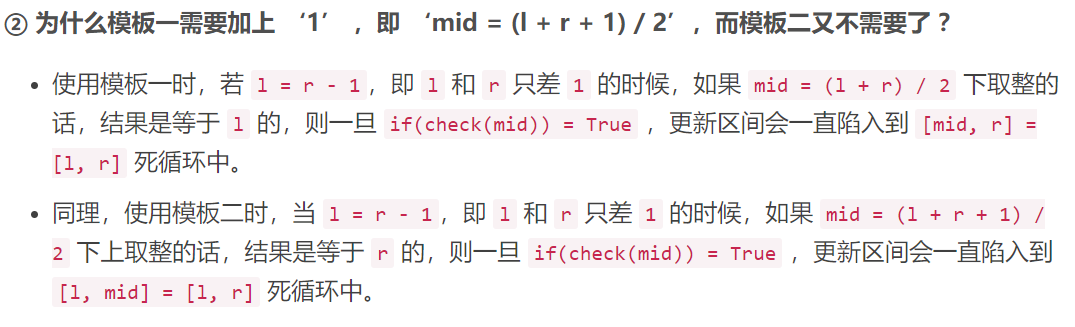 ② 为什么模板一需要加上 ‘1’ ，即 ‘mid = (l + r + 1) / 2’ ，而模板二又不需要了？
• 使用模板一时，若 l = r - 1，即 l 和 r 只差 1 的时候，如果 mid = (l + r) / 2 下取整的
话，结果是等于 l 的，则一旦 if(check(mid)) = True ，更新区间会一直陷入到 [mid, r] =
[l, r] 死循环中。
• 同理，使用模板二时，当 l = r - 1，即 l 和 r 只差 1 的时候，如果 mid = (l + r + 1) /
2 下上取整的话，结果是等于 r 的，则一旦 if(check(mid)) = True ，更新区间会一直陷入到
[l, mid] = [l, r] 死循环中。